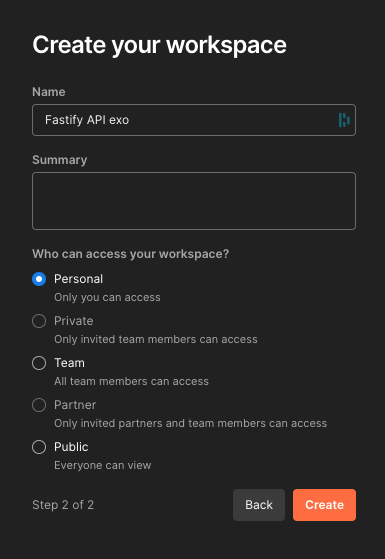 Create your workspace
Name
Fastify API exo
Summary
Who can access your workspace?
Personal
Only you can access
Private
Only invited team members can access
Team
All team members can access
Partner
Only invited partners and team members can access
Public
Everyone can view
Step 2 of 2
Back
Create